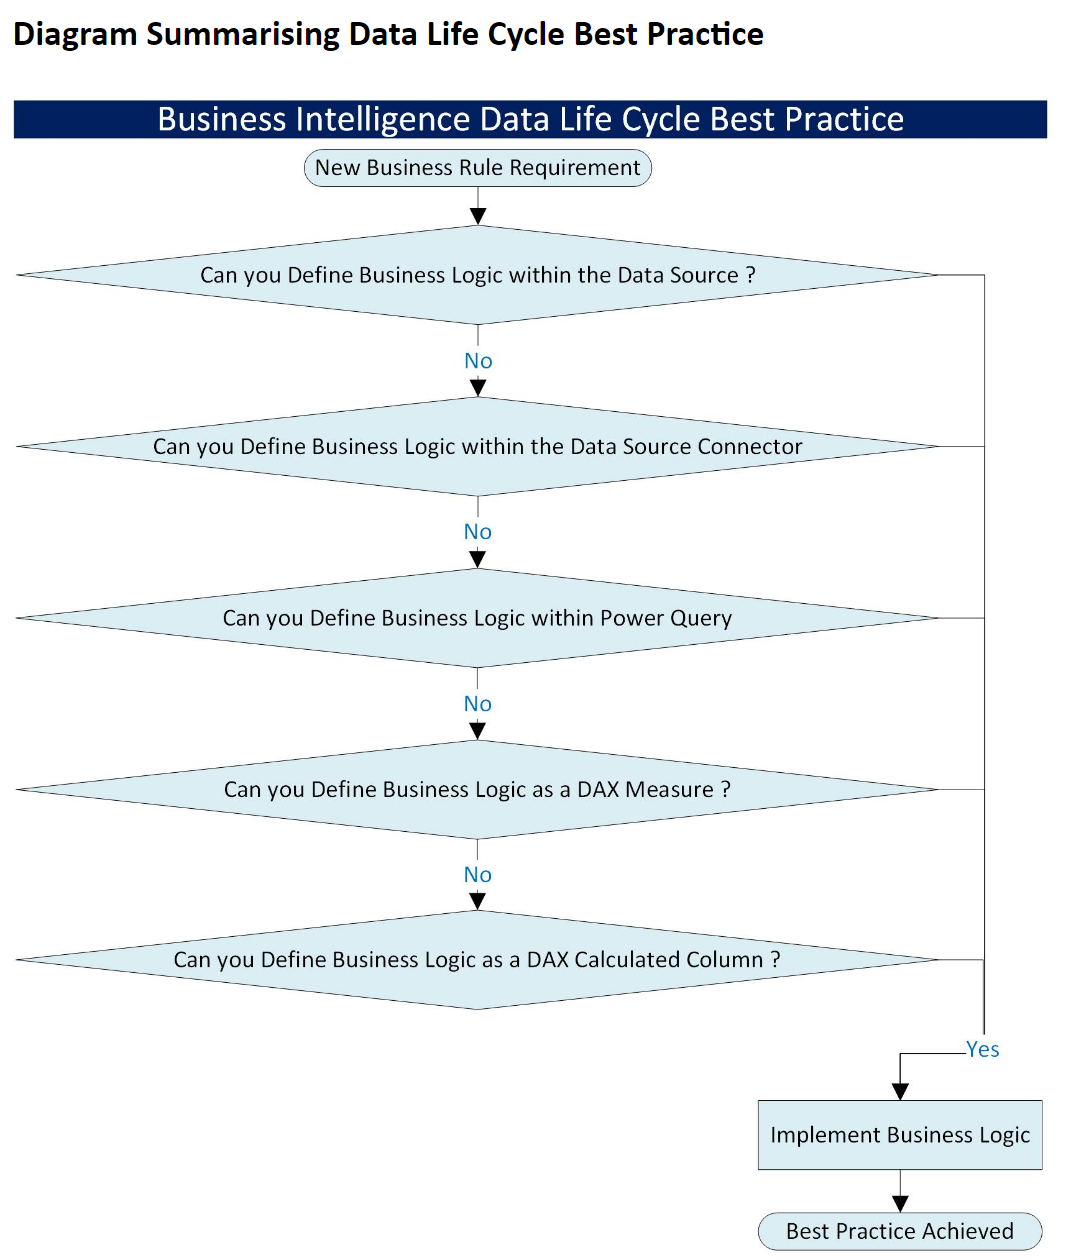 Diagram Summarising Data Life Cycle Best Practice
Business Intelligence Data Life Cycle Best Practice
New Business Rule Requirement
Can you Define Business Logic within the Data Source ?
No
Can you Define Business Logic within the Data Source Connector
No
Can you Define Business Logic within Power Query
No
Can you Define Business Logic as a DAX Measure ?
No
Can you Define Business Logic as a DAX Calculated Column ?
Yes
Implement Business Logic
Best Practice Achieved